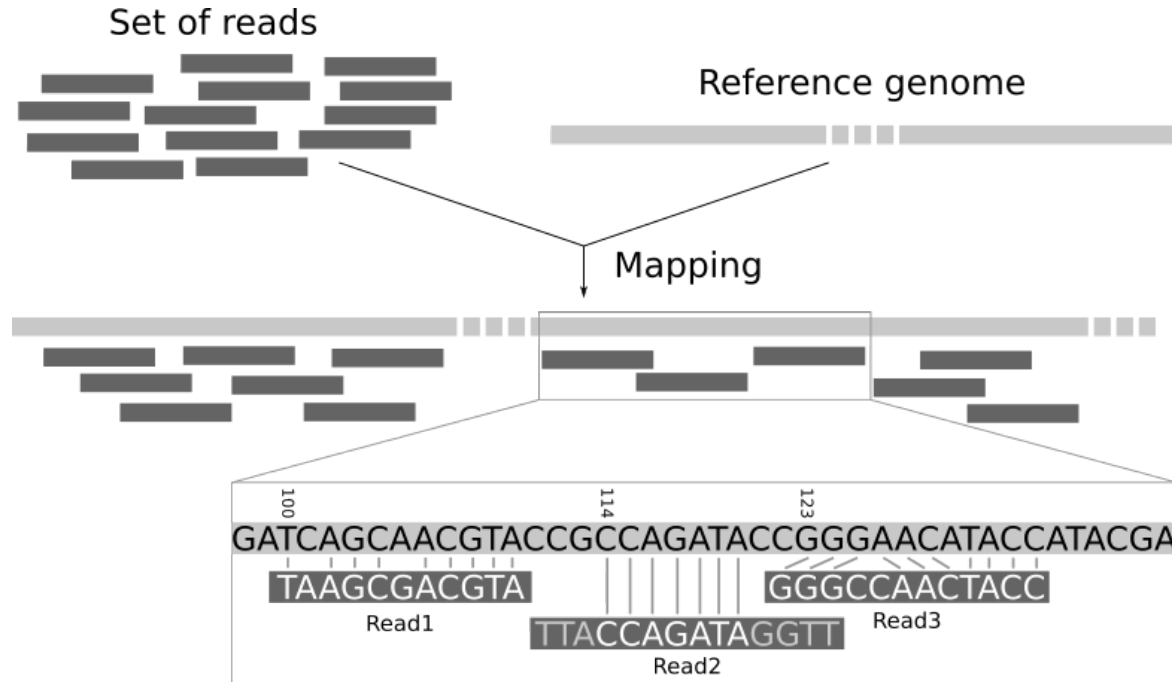 Set of reads
Reference genome
Mapping
100
114
123
GATCAGCAACGTACCGCCAGATACCGGGAACATACCATACGA
TAAGCGACGTA
Read1
TTACCAGATAGGTT
Read2
GGGCCAACTACC
Read3